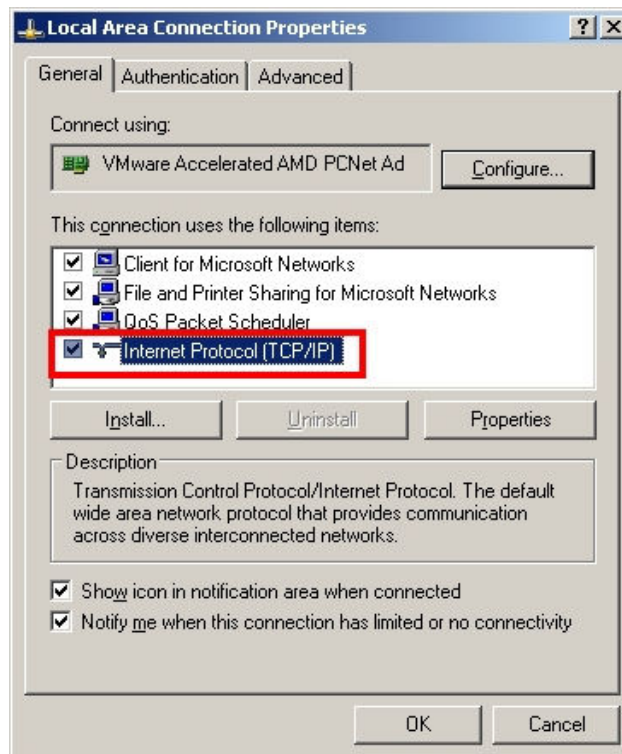 Local Area Connection Properties
General Authentication Advanced
Connect using:
VMware Accelerated AMD PCNet Ad Configure...
This connection uses the following items:
Client for Microsoft Networks
File and Printer Sharing for Microsoft Networks
QoS Packet Scheduler
Internet Protocol (TCP/IP)
Install... Uninstall Properties
Description
Transmission Control Protocol/Internet Protocol. The default
wide area network protocol that provides communication
across diverse interconnected networks.
Show icon in notification area when connected
Notify me when this connection has limited or no connectivity
OK Cancel